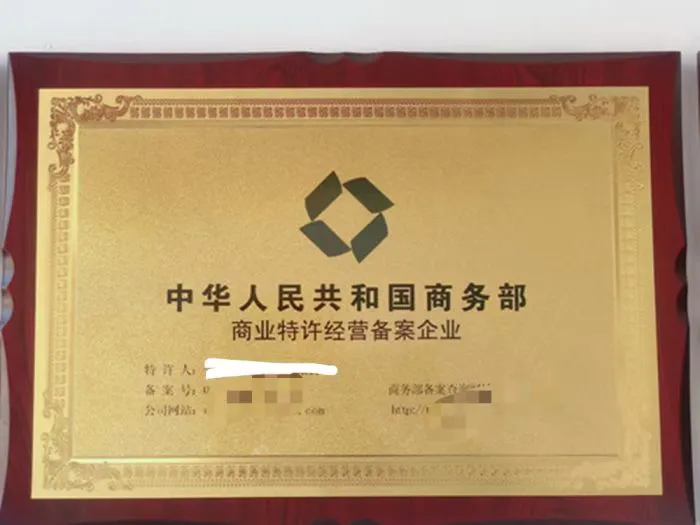 中华人民共和国商务部
商业特许经营备案企业
特 许 人:
备 案 号: 0
商务部备案查询
公司网站: .com
http://